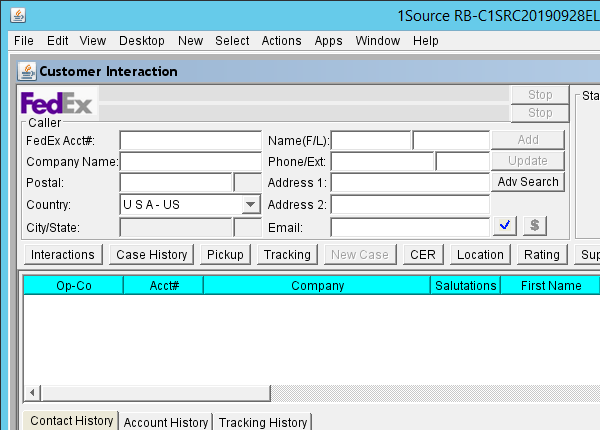 1Source RB-C1SRC20190928EL
File Edit View Desktop New Select Actions Apps Window Help
Customer Interaction
FedEx
Stop
Stop
Sta
Caller
FedEx Acct#: Name(F/L): Add
Company Name: Phone/Ext: Update
Postal: Address 1: Adv Search
Country: U S A - US Address 2:
City/State: Email: $
Interactions Case History Pickup Tracking New Case CER Location Rating Sup
Op-Co Acct# Company Salutations First Name
Contact History Account History Tracking History